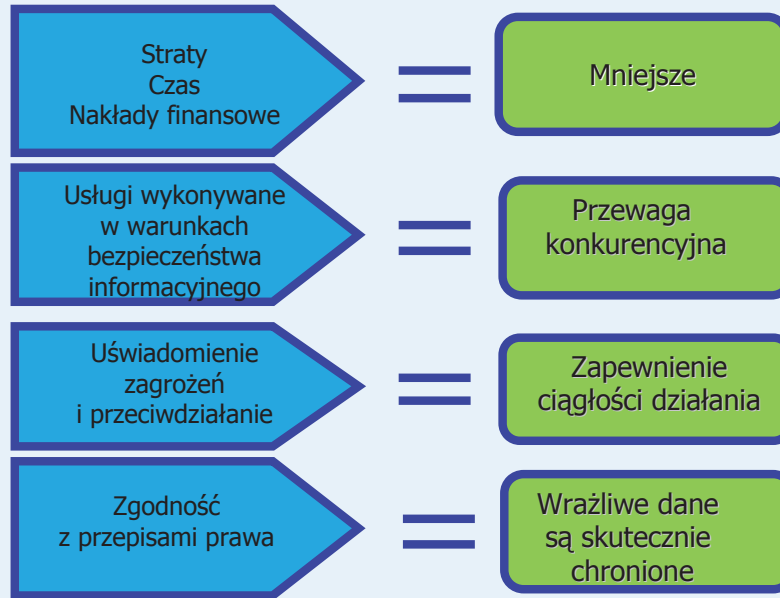 Straty
Czas
Nakłady finansowe
=
Mniejsze
Usługi wykonywane
w warunkach
bezpieczeństwa
informacyjnego
=
Przewaga
konkurencyjna
Uświadomienie
zagrożeń
i przeciwdziałanie
=
Zapewnienie
ciągłości działania
Zgodność
z przepisami prawa
=
Wrażliwe dane
są skutecznie
chronione